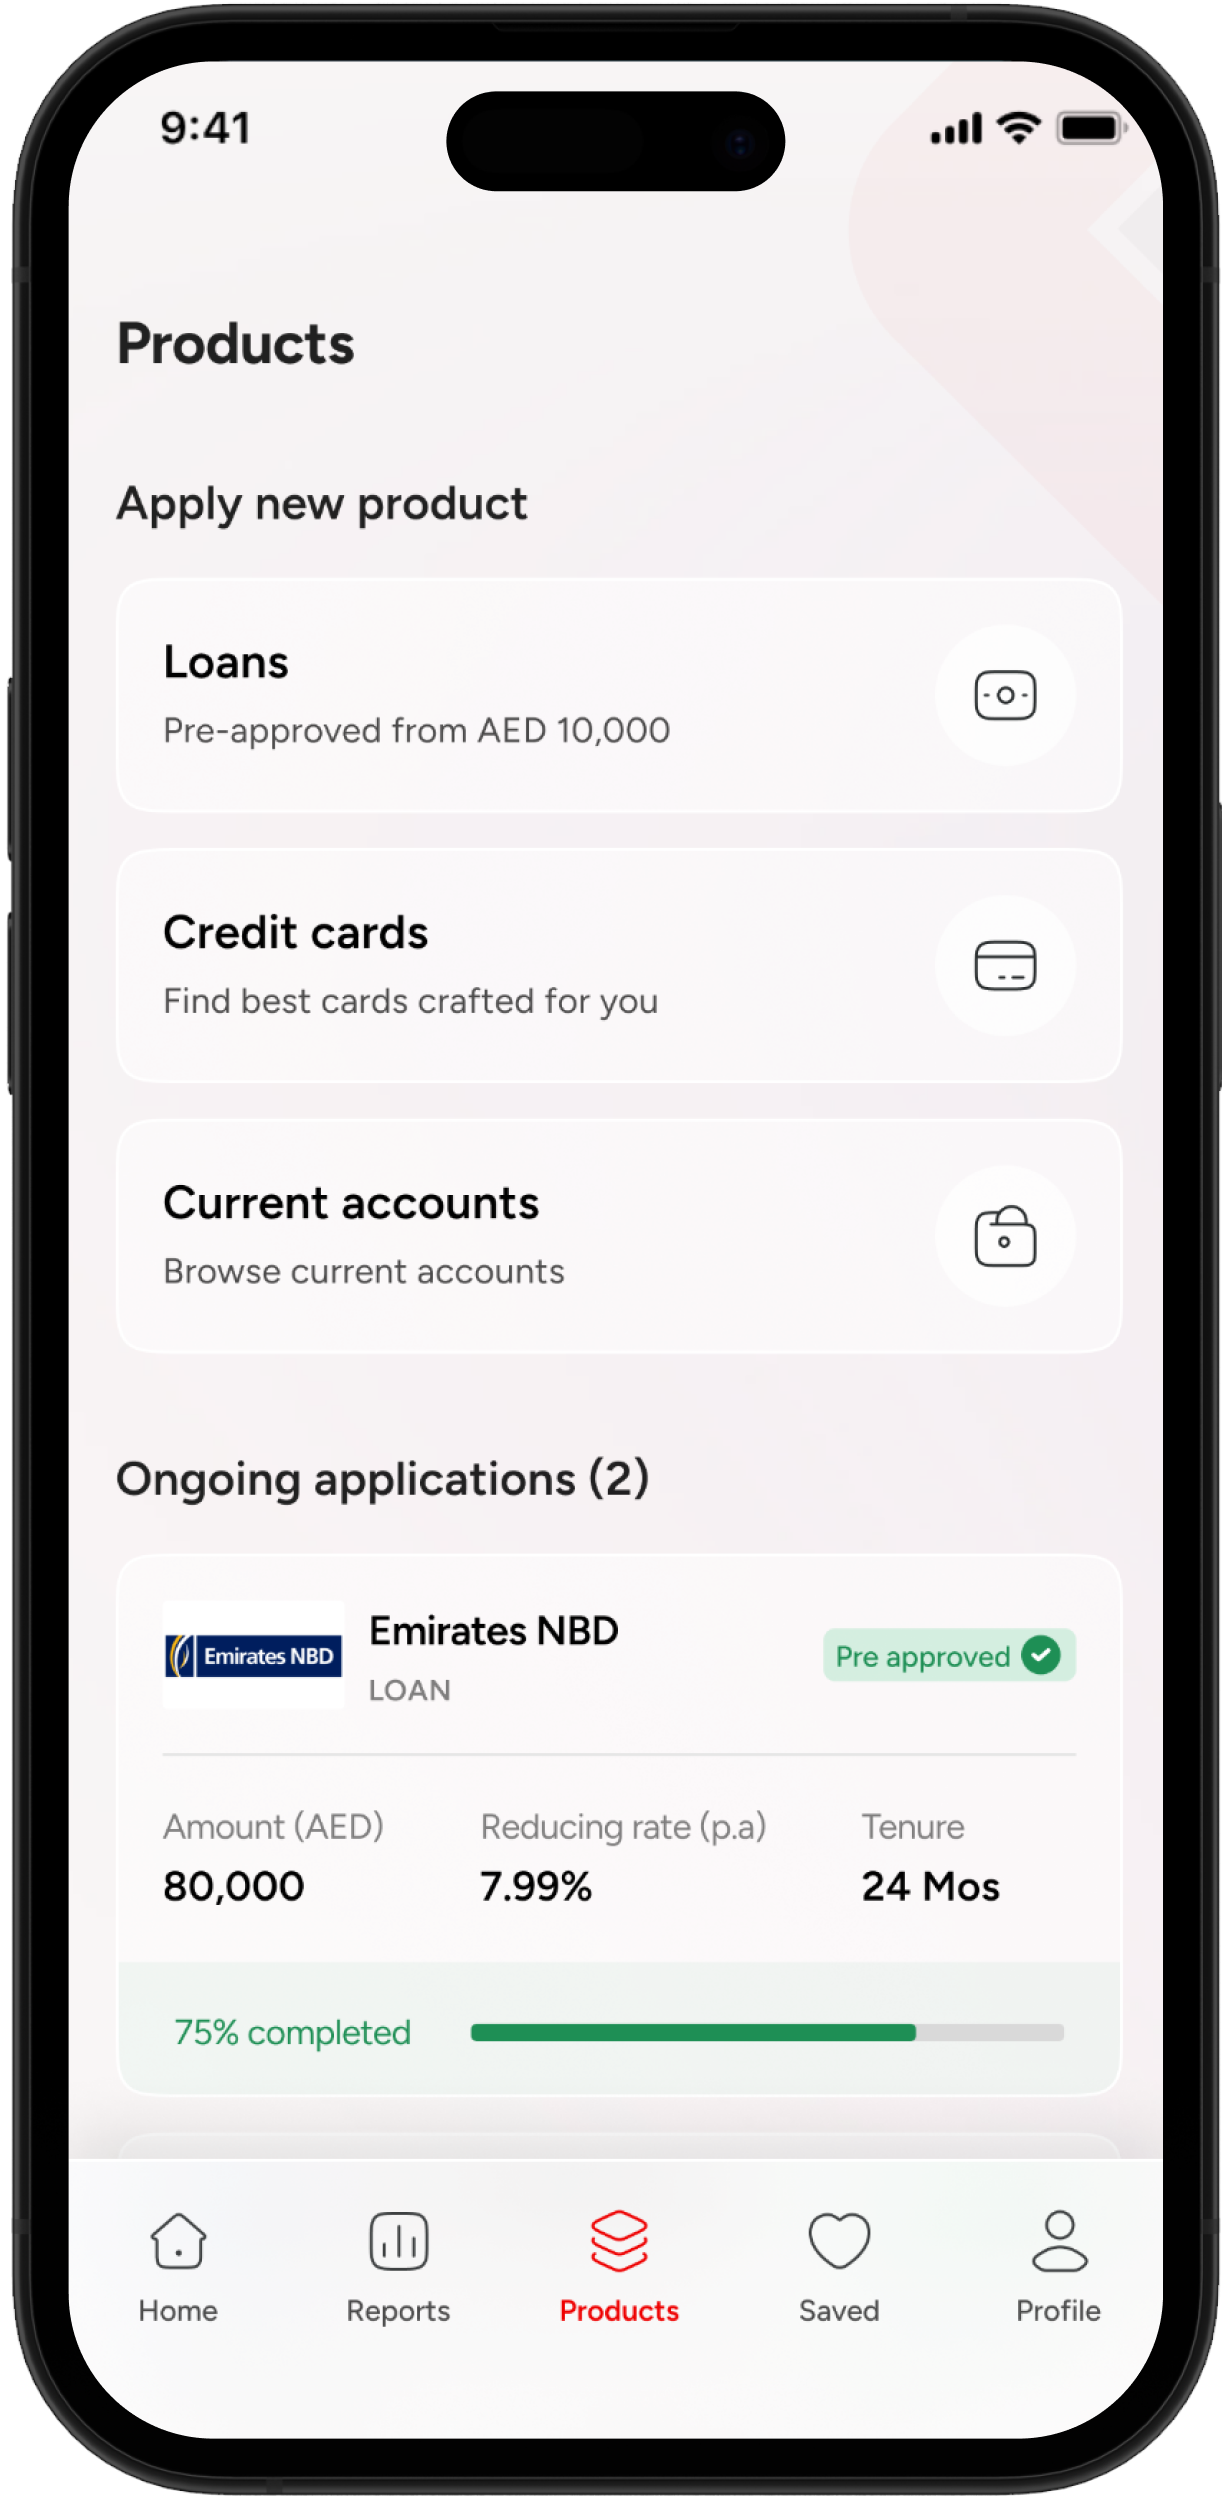 9:41
Products
Apply new product
Loans
Pre-approved from AED 10,000
Credit cards
Find best cards crafted for you
Current accounts
Browse current accounts
Ongoing applications (2)
Emirates NBD
Emirates NBD
LOAN
Pre approved
Amount (AED) Reducing rate (p.a) Tenure
80,000 7.99% 24 Mos
75% completed
Home Reports Products Saved Profile